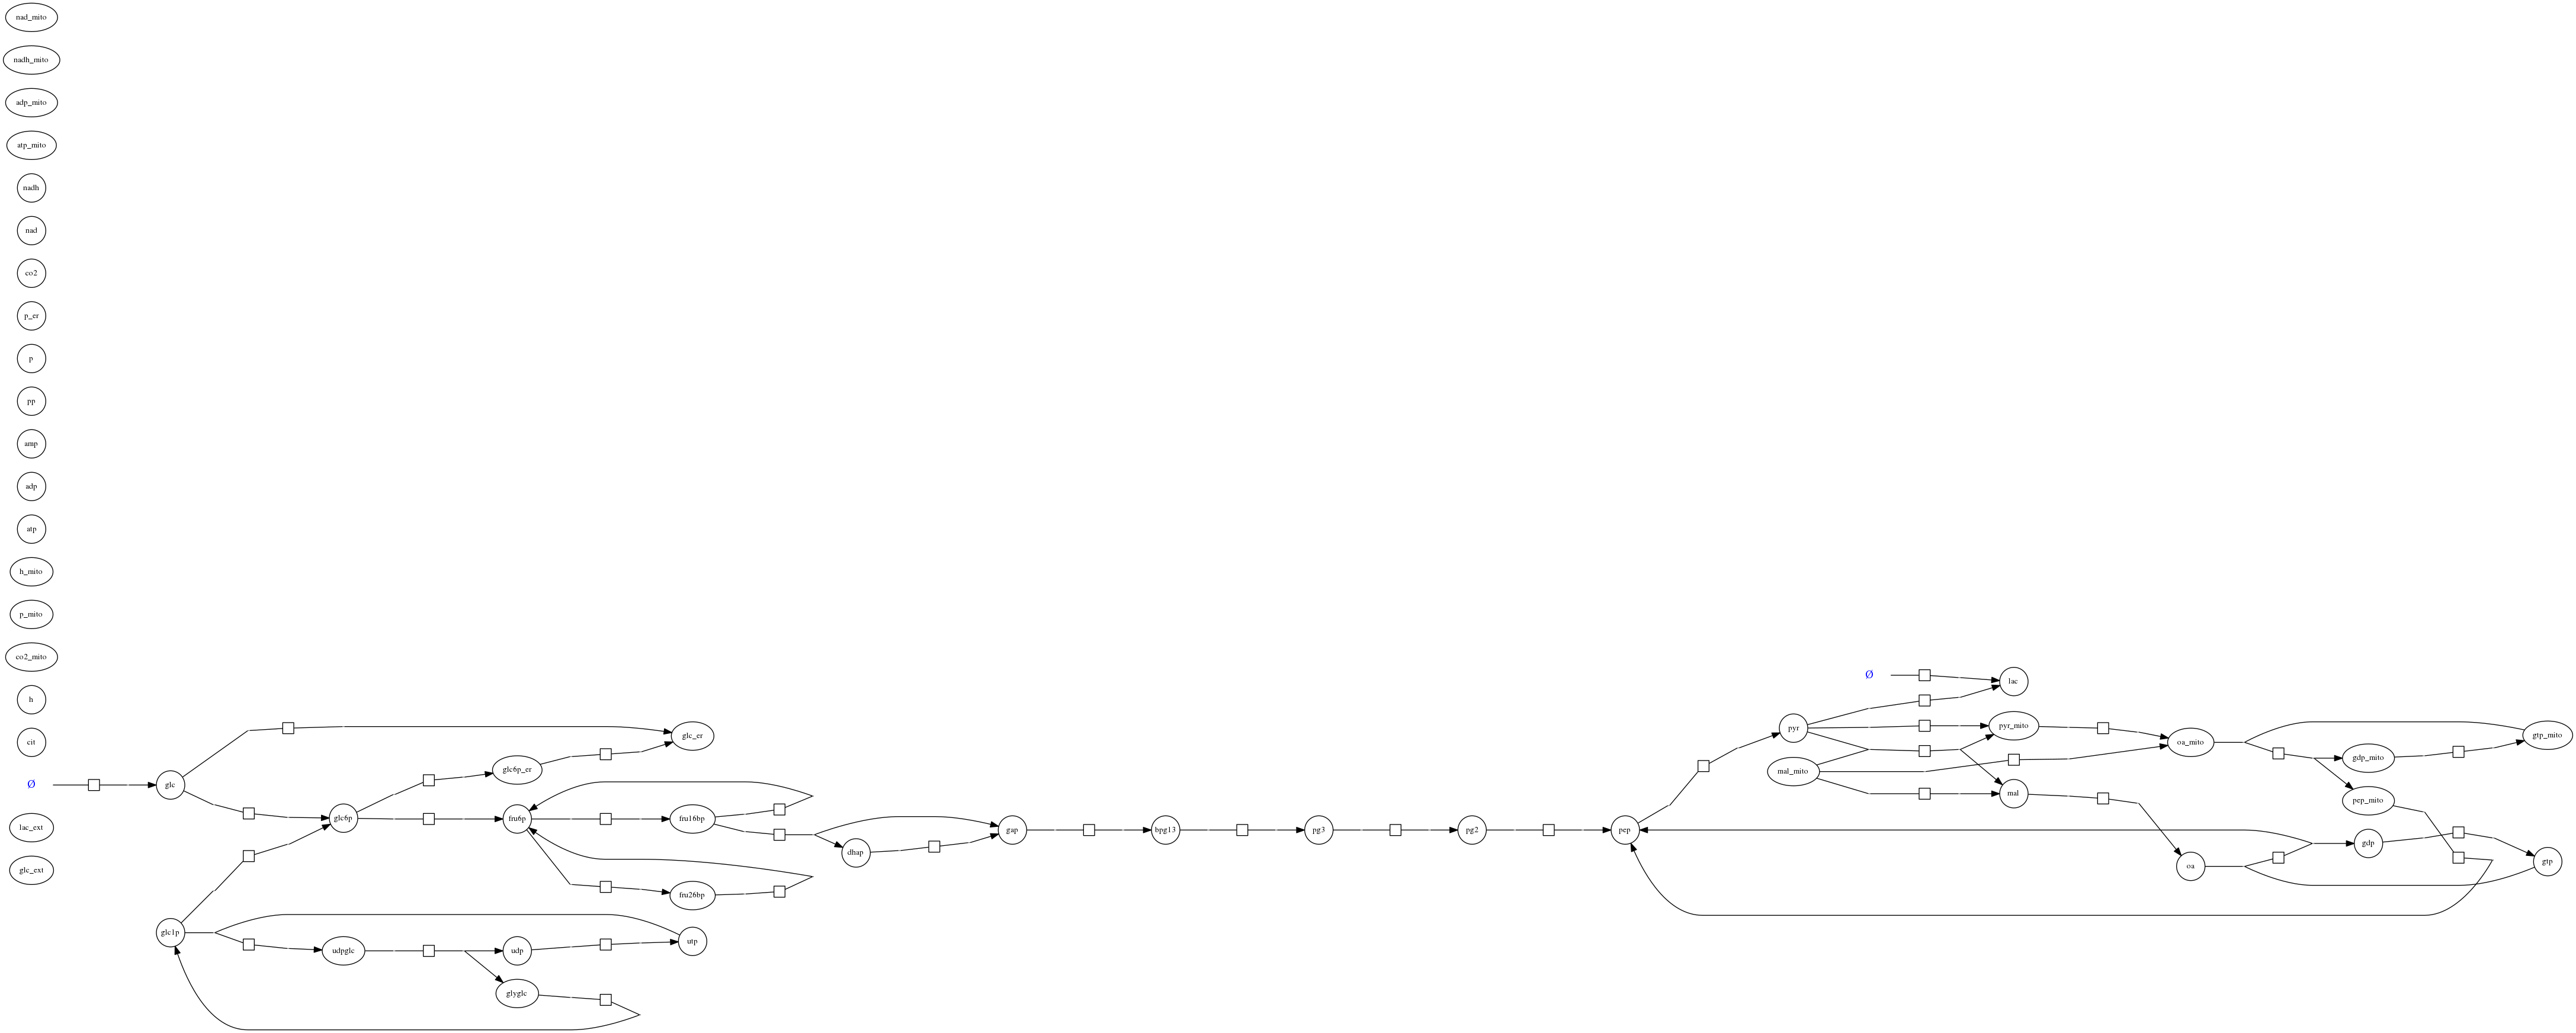 nad_mito
nadh_mito
adp_mito
atp_mito
nadh
nad
co2
p_er
p
pp
amp
adp
atp
h_mito
p_mito
co2_mito
h
cit
Ø
lac_ext
glc_ext
glc
glc1p
glc6p
udpglc
glc6p_er
fru6p
udp
glyglc
glc_er
fru16bp
fru26bp
utp
dhap
gap
bpg13
pg3
pg2
pep
pyr
mal_mito
Ø
lac
pyr_mito
mal
oa_mito
oa
gdp_mito
pep_mito
gdp
gtp_mito
gtp